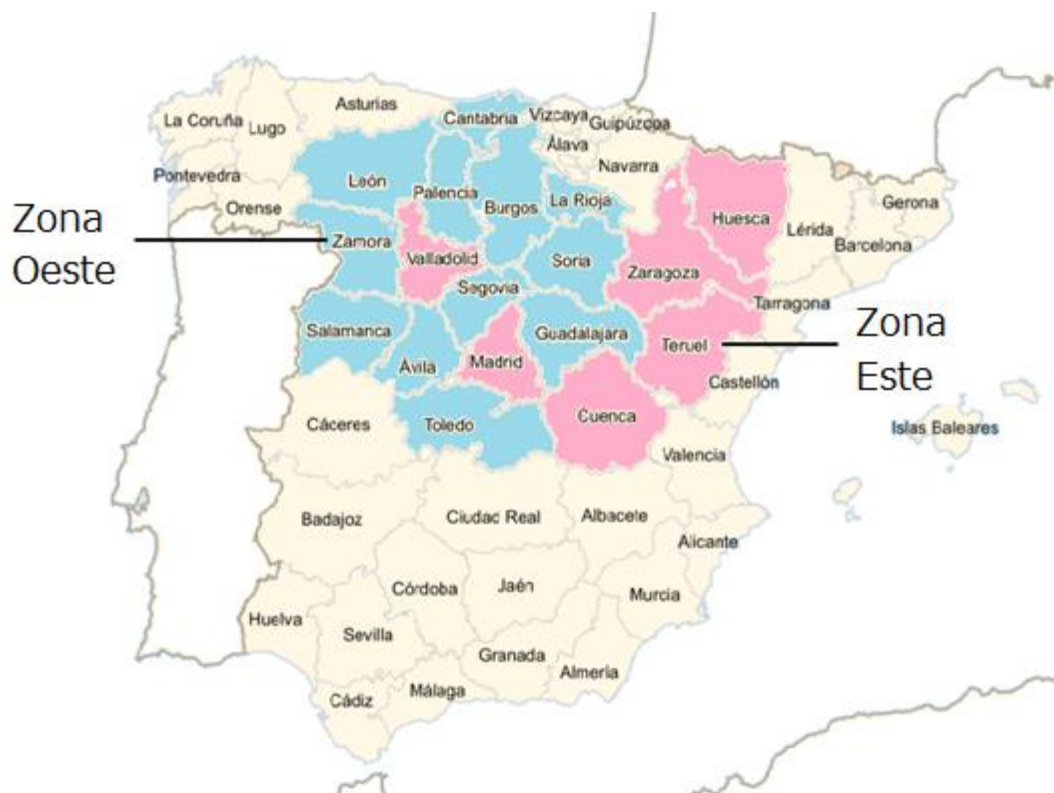 Asturias
Cantabria
Vizcaya
Guipúzcoa
La Coruña
Lugo
Álava
Navarra
Pontevedra
León
Palencia
Burgos
La Rioja
Orense
Huesca
Gerona
Lérida
Barcelona
Zona
Oeste
Zamora
Valladolid
Soria
Zaragoza
Segovia
Tarragona
Salamanca
Guadalajara
Teruel
Zona
Este
Ávila
Madrid
Castellón
Cáceres
Toledo
Cuenca
Islas Baleares
Valencia
Badajoz
Ciudad Real
Albacete
Alicante
Córdoba
Jaén
Murcia
Huelva
Sevilla
Granada
Almería
Cádiz
Málaga